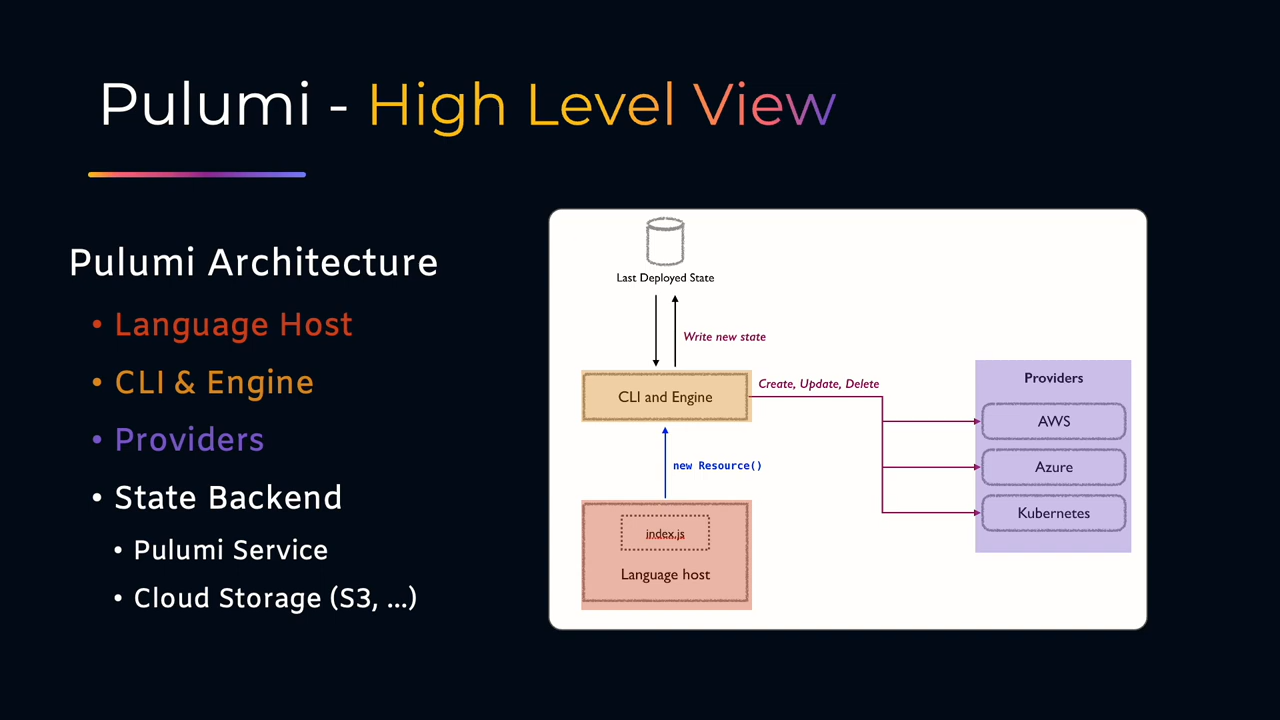 Pulumi - High Level View
Pulumi Architecture
• Language Host
• CLI & Engine
• Providers
• State Backend
• Pulumi Service
• Cloud Storage (S3, ...)
Last Deployed State
Write new state
CLI and Engine
Create, Update, Delete
new Resource()
index.js
Language host
Providers
AWS
Azure
Kubernetes